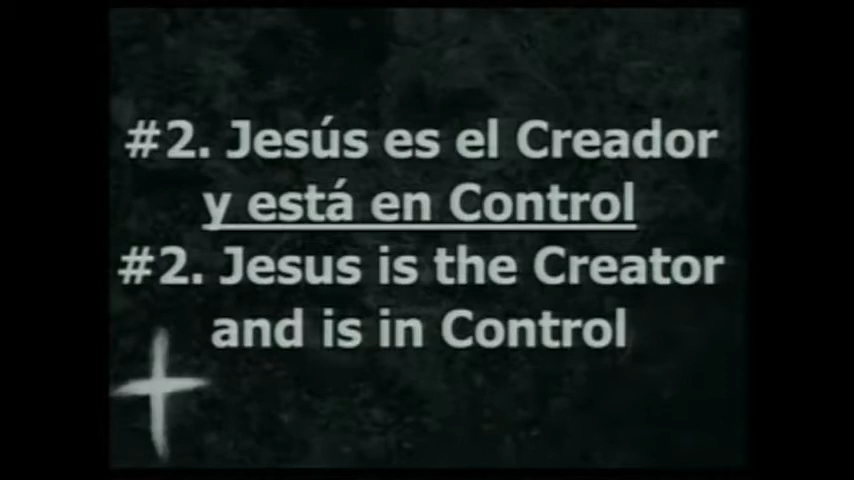 #2. Jesús es el Creador
y está en Control
#2. Jesus is the Creator
and is in Control